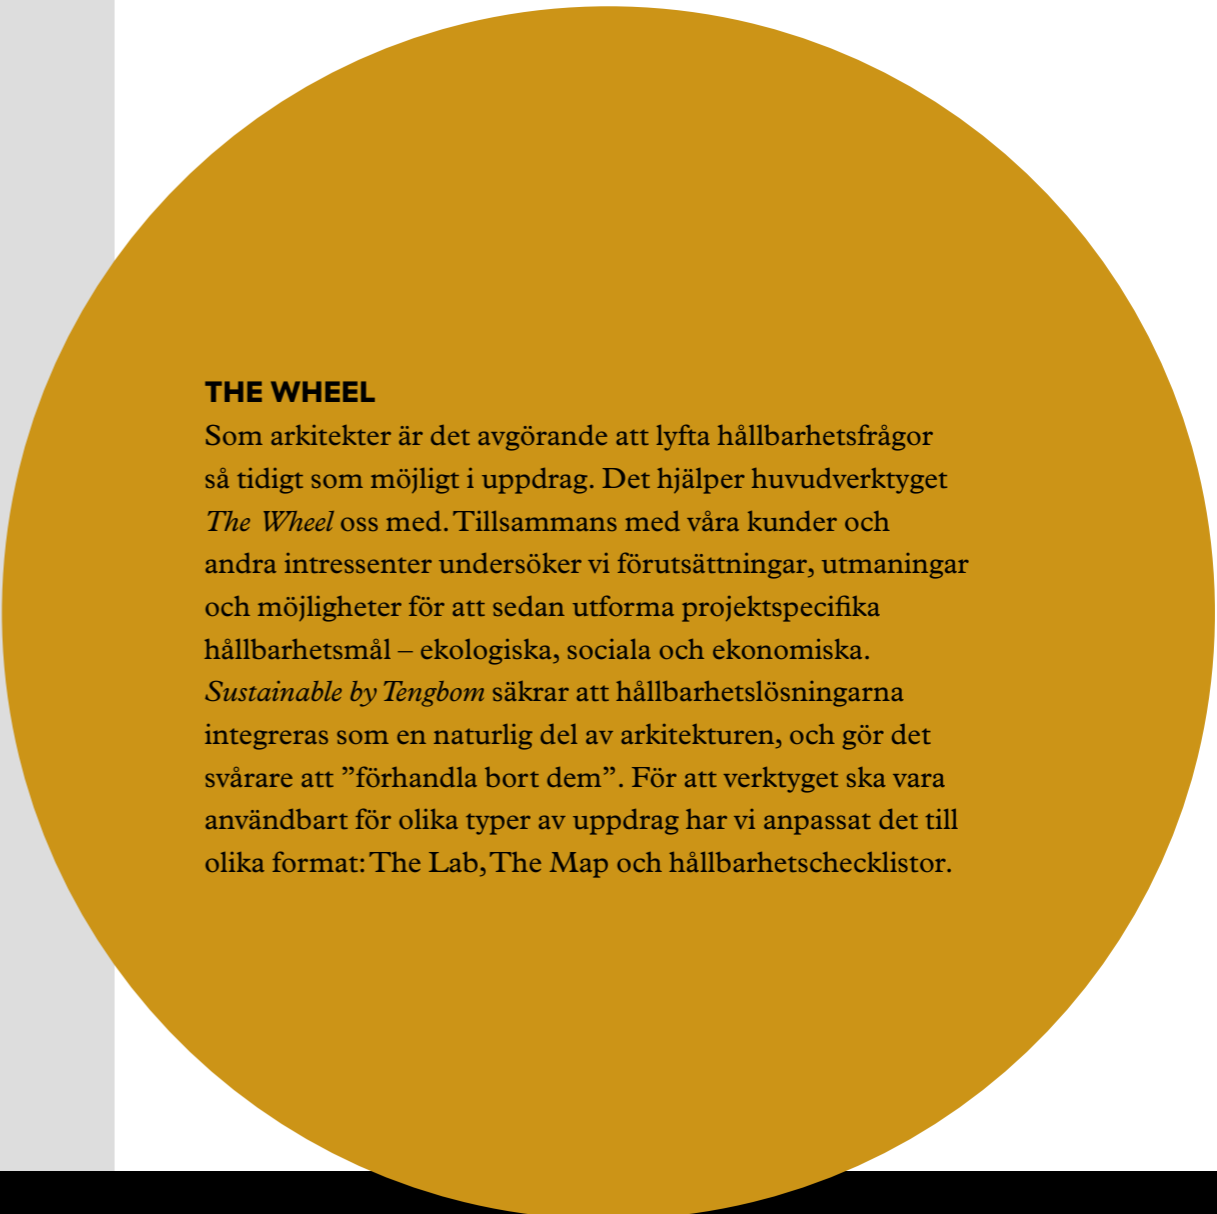 THE WHEEL
Som arkitekter är det avgörande att lyfta hållbarhetsfrågor
så tidigt som möjligt i uppdrag. Det hjälper huvudverktyget
The Wheel oss med. Tillsammans med våra kunder och
andra intressenter undersöker vi förutsättningar, utmaningar
och möjligheter för att sedan utforma projektspecifika
hållbarhetsmål – ekologiska, sociala och ekonomiska.
Sustainable by Tengbom säkrar att hållbarhetslösningarna
integreras som en naturlig del av arkitekturen, och gör det
svårare att ”förhandla bort dem”. För att verktyget ska vara
användbart för olika typer av uppdrag har vi anpassat det till
olika format: The Lab, The Map och hållbarhetschecklistor.